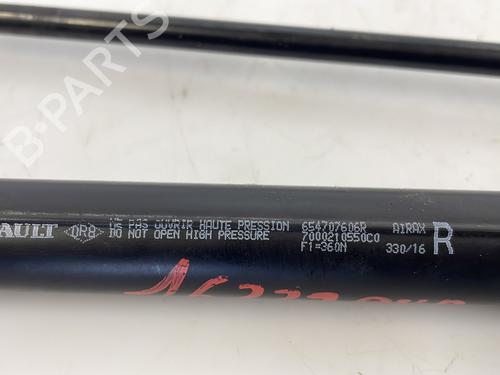 B-PARTS
AULT DR8 NE PAS OUVRIR HAUTE PRESSION 654707606R AIRAX R
DO NOT OPEN HIGH PRESSURE 7000210550C0
F1=360N 330/16